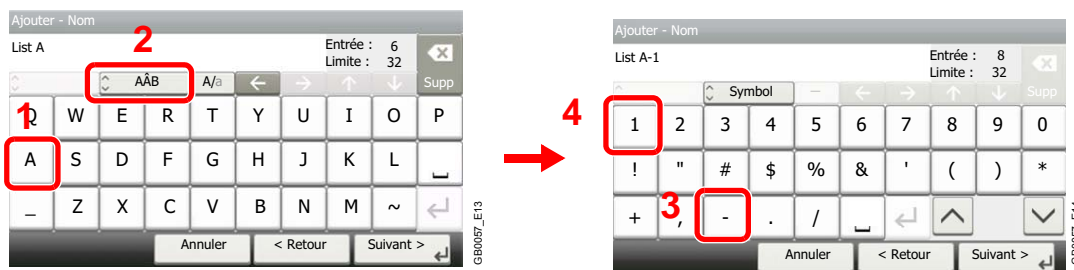 Ajouter - Nom
2
List A
Entrée : 6
Limite : 32
AÂB A/a ← → ↑ ↓ Supp
1
Q W E R T Y U I O P
A S D F G H J K L
_ Z X C V B N M ~
Annuler < Retour Suivant >
GB0057_E13
Ajouter - Nom
List A-1
Entrée : 8
Limite : 32
Symbol - ← → ↑ ↓ Supp
4
1 2 3 4 5 6 7 8 9 0
! " # $ % & ' ( ) *
3
+ , - . /
Annuler < Retour Suivant >